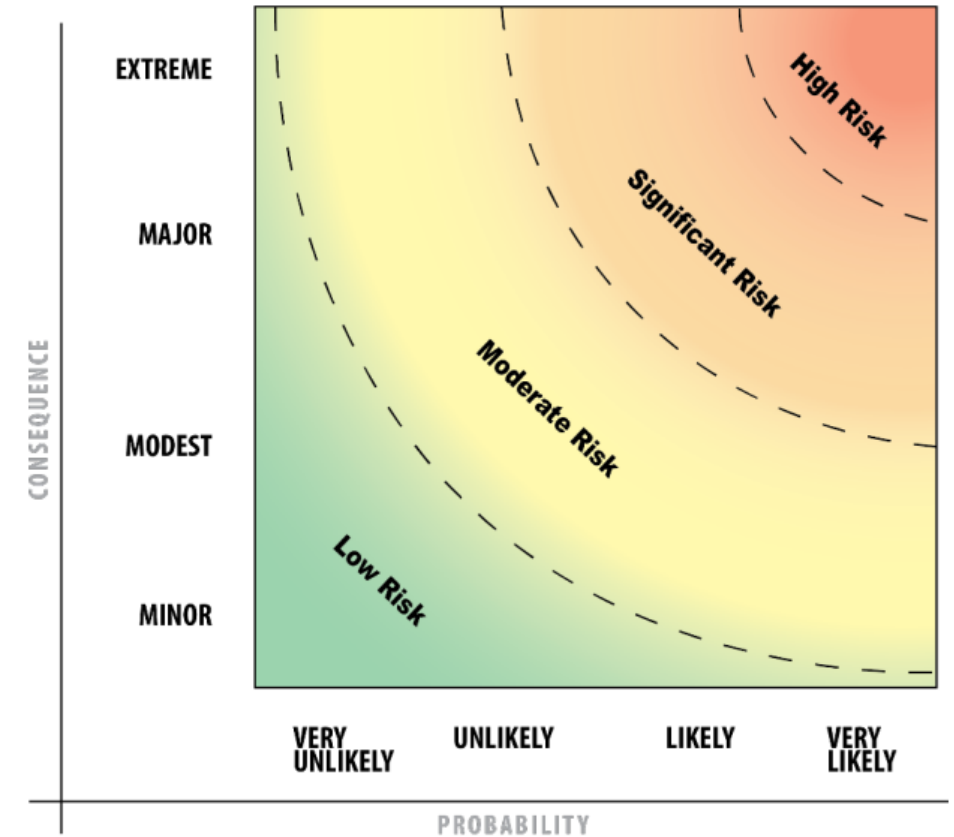 EXTREME
High Risk
Significant Risk
MAJOR
CONSEQUENCE
Moderate Risk
MODEST
Low Risk
MINOR
VERY
UNLIKELY
UNLIKELY
LIKELY
VERY
LIKELY
PROBABILITY